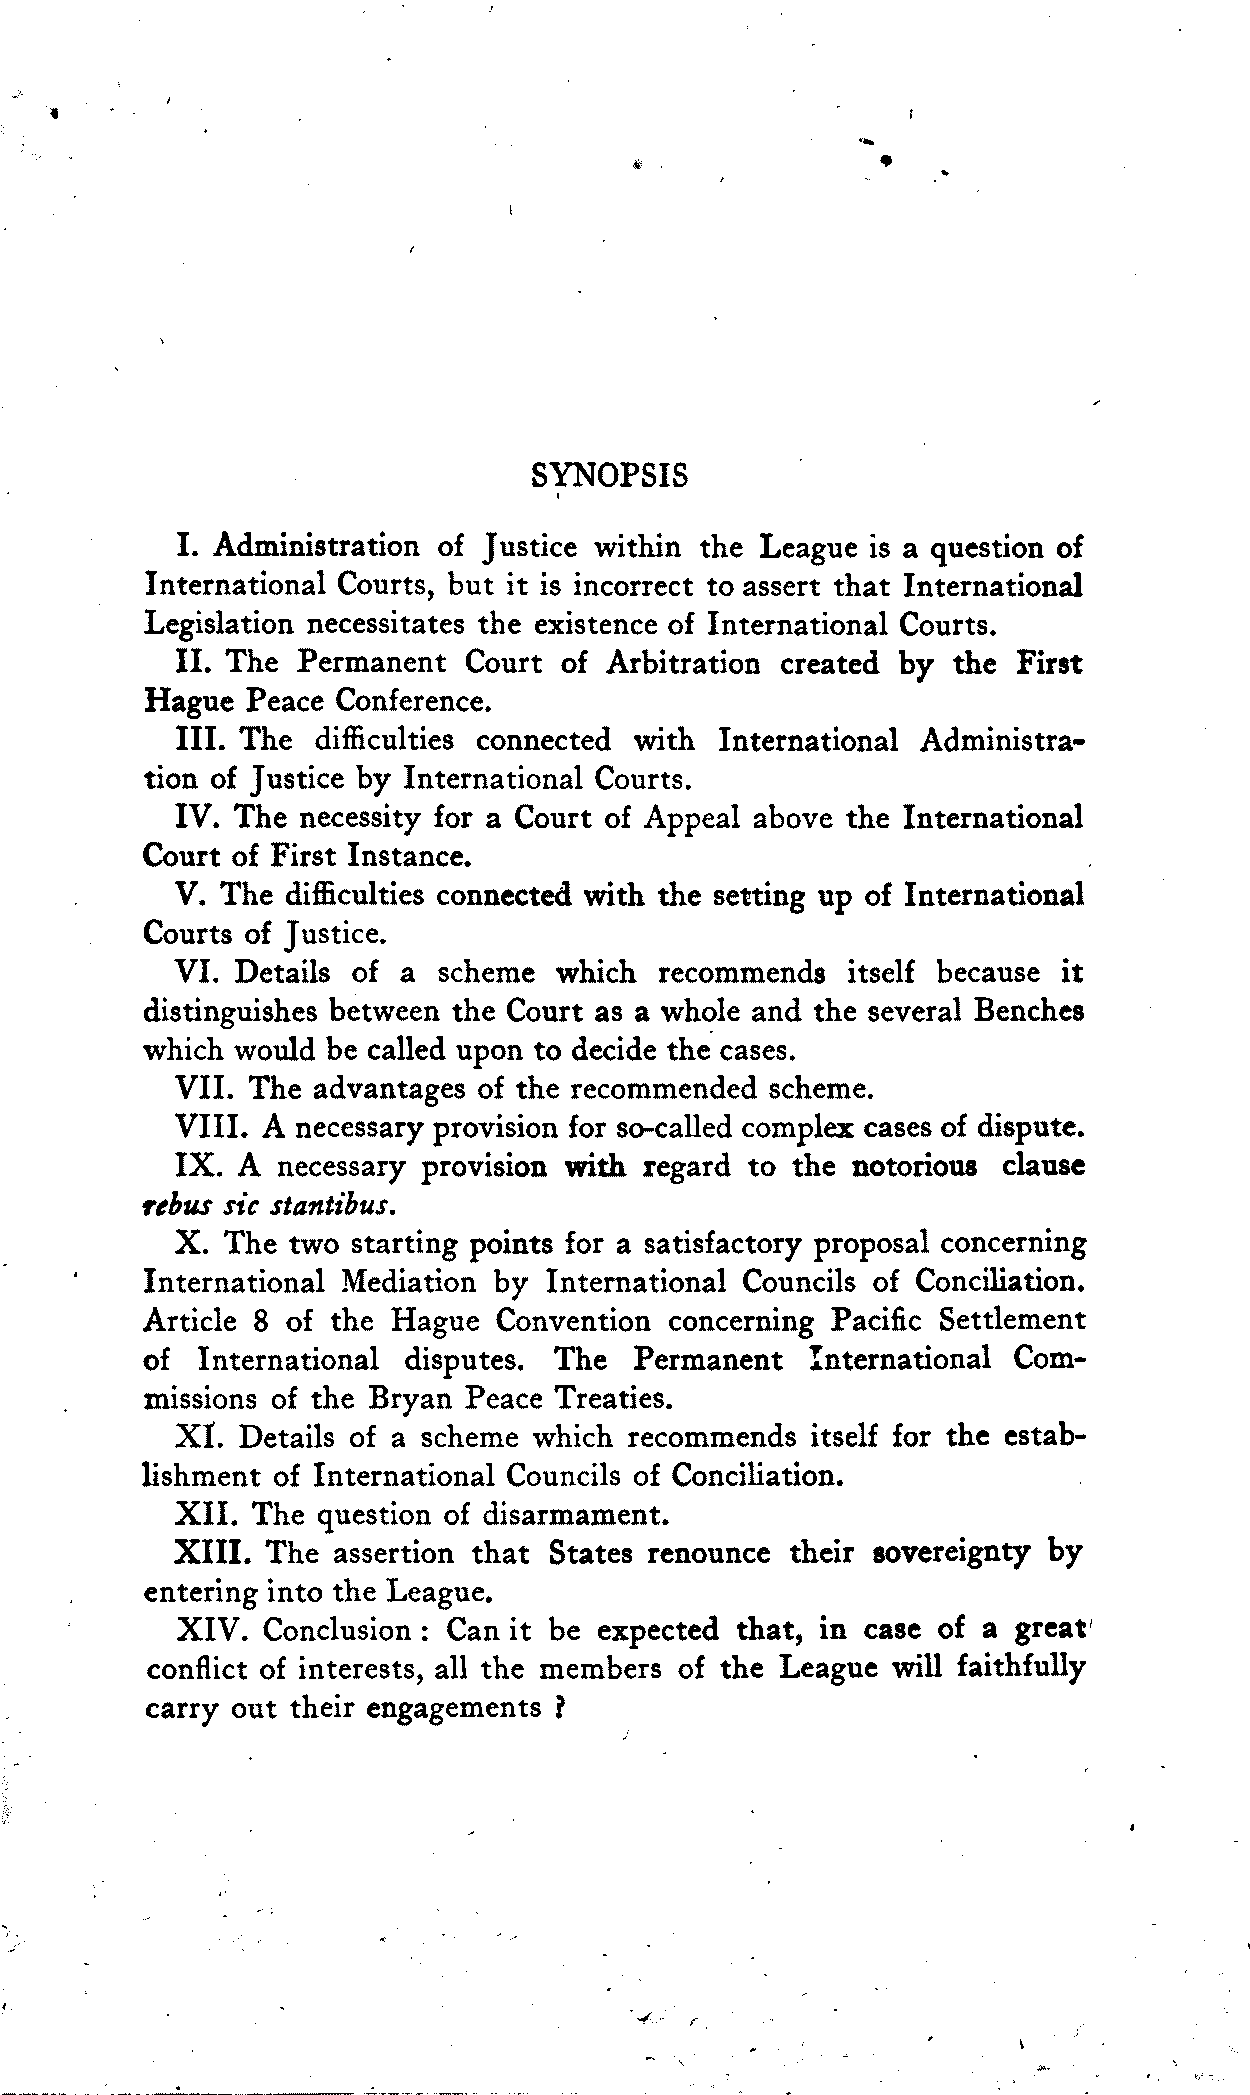 SYNOPSIS
I. Administration of Justice within the League is a question of
International Courts, but it is incorrect to assert that International
Legislation necessitates the existence of International Courts.
II. The Permanent Court of Arbitration created by the First
Hague Peace Conference.
III. The difficulties connected with International Administra-
tion of Justice by International Courts.
IV. The necessity for a Court of Appeal above the International
Court of First Instance.
V. The difficulties connected with the setting up of International
Courts of Justice.
VI. Details of a scheme which recommends itself because it
distinguishes between the Court as a whole and the several Benches
which would be called upon to decide the cases.
VII. The advantages of the recommended scheme.
VIII. A necessary provision for so-called complex cases of dispute.
IX. A necessary provision with regard to the notorious clause
rebus sic stantibus.
X. The two starting points for a satisfactory proposal concerning
International Mediation by International Councils of Conciliation.
Article 8 of the Hague Convention concerning Pacific Settlement
of International disputes. The Permanent International Com-
missions of the Bryan Peace Treaties.
XI. Details of a scheme which recommends itself for the estab-
lishment of International Councils of Conciliation.
XII. The question of disarmament.
XIII. The assertion that States renounce their sovereignty by
entering into the League.
XIV. Conclusion : Can it be expected that, in case of a great
conflict of interests, all the members of the League will faithfully
carry out their engagements ?